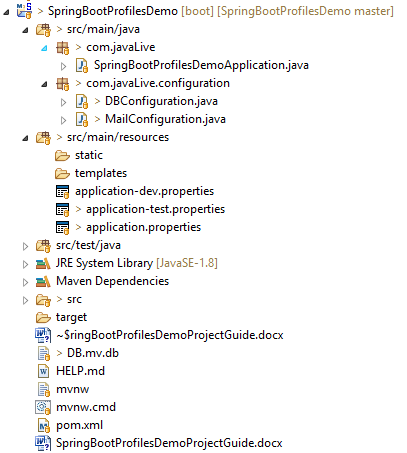 > SpringBootProfilesDemo [boot] [SpringBootProfilesDemo master]
> src/main/java
> com.javaLive
SpringBootProfilesDemoApplication.java
> com.javaLive.configuration
> DBConfiguration.java
> MailConfiguration.java
> src/main/resources
static
templates
application-dev.properties
> application-test.properties
> application.properties
src/test/java
JRE System Library [JavaSE-1.8]
Maven Dependencies
> src
target
~$ringBootProfilesDemoProjectGuide.docx
> DB.mv.db
HELP.md
mvnw
mvnw.cmd
pom.xml
SpringBootProfilesDemoProjectGuide.docx